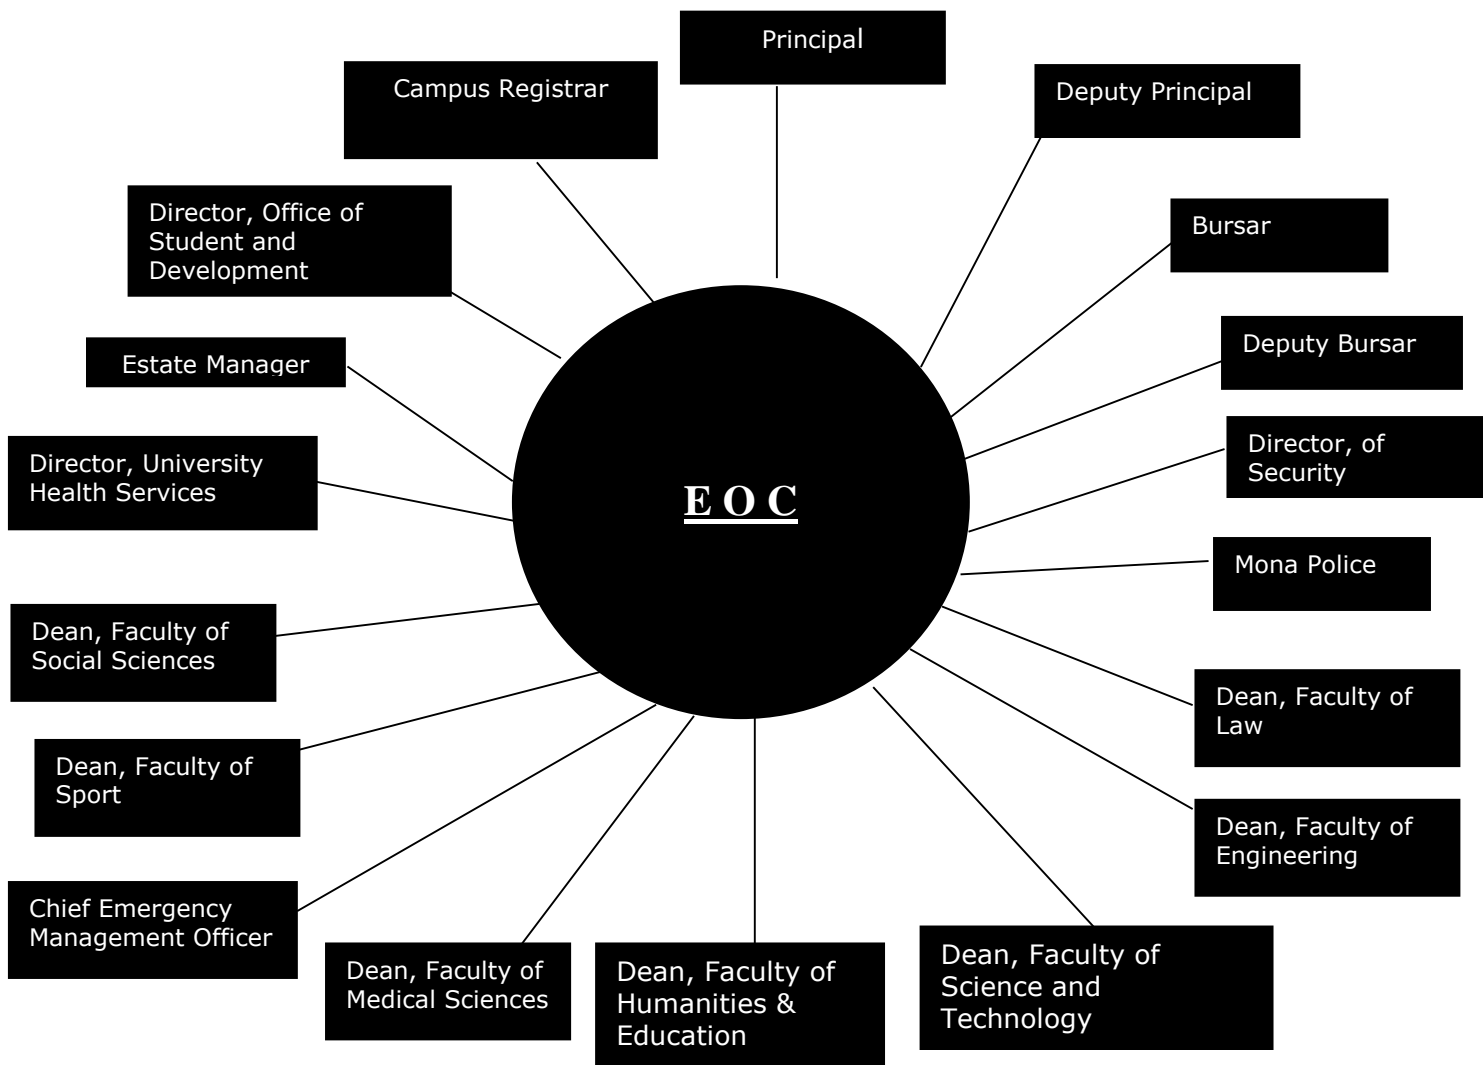 Principal
Campus Registrar
Deputy Principal
Director, Office of
Student and
Development
Bursar
Estate Manager
Deputy Bursar
Director, University
Health Services
Director, of
Security
E O C
Mona Police
Dean, Faculty of
Social Sciences
Dean, Faculty of
Law
Dean, Faculty of
Sport
Dean, Faculty of
Engineering
Chief Emergency
Management Officer
Dean, Faculty of
Medical Sciences
Dean, Faculty of
Humanities &
Education
Dean, Faculty of
Science and
Technology